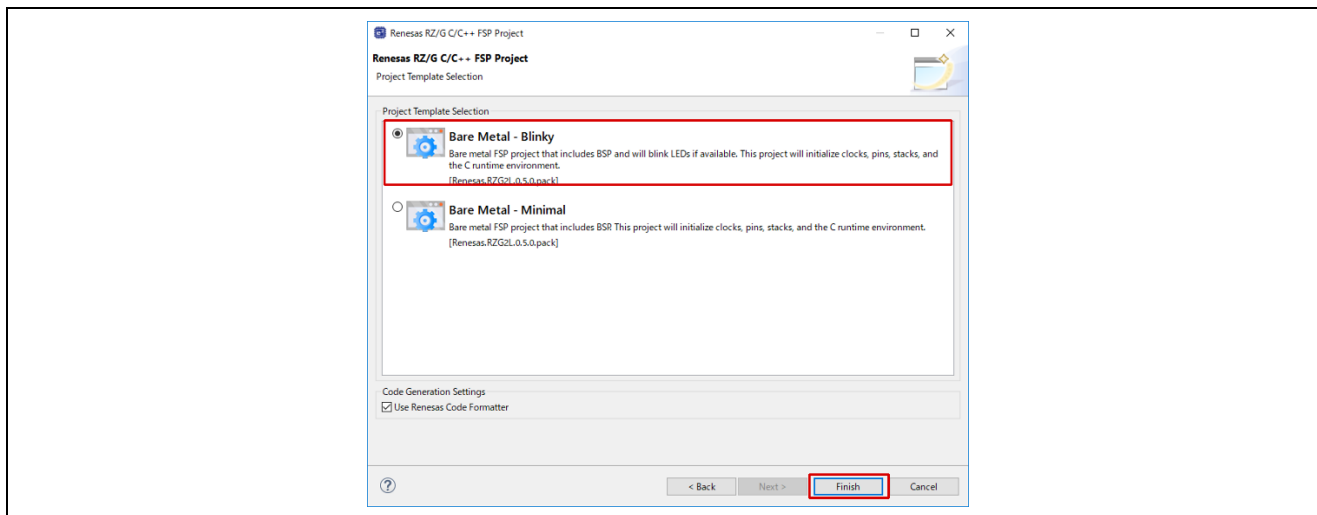 Renesas RZ/G C/C++ FSP Project
Renesas RZ/G C/C++ FSP Project
Project Template Selection
Project Template Selection
Bare Metal - Blinky
Bare metal FSP project that includes BSP and will blink LEDs if available. This project will initialize clocks, pins, stacks, and
the C runtime environment.
[Renesas.RZG2L.0.5.0.pack]
Bare Metal - Minimal
Bare metal FSP project that includes BSP. This project will initialize clocks, pins, stacks, and the C runtime environment.
[Renesas.RZG2L.0.5.0.pack]
Code Generation Settings
Use Renesas Code Formatter
? < Back Next > Finish Cancel